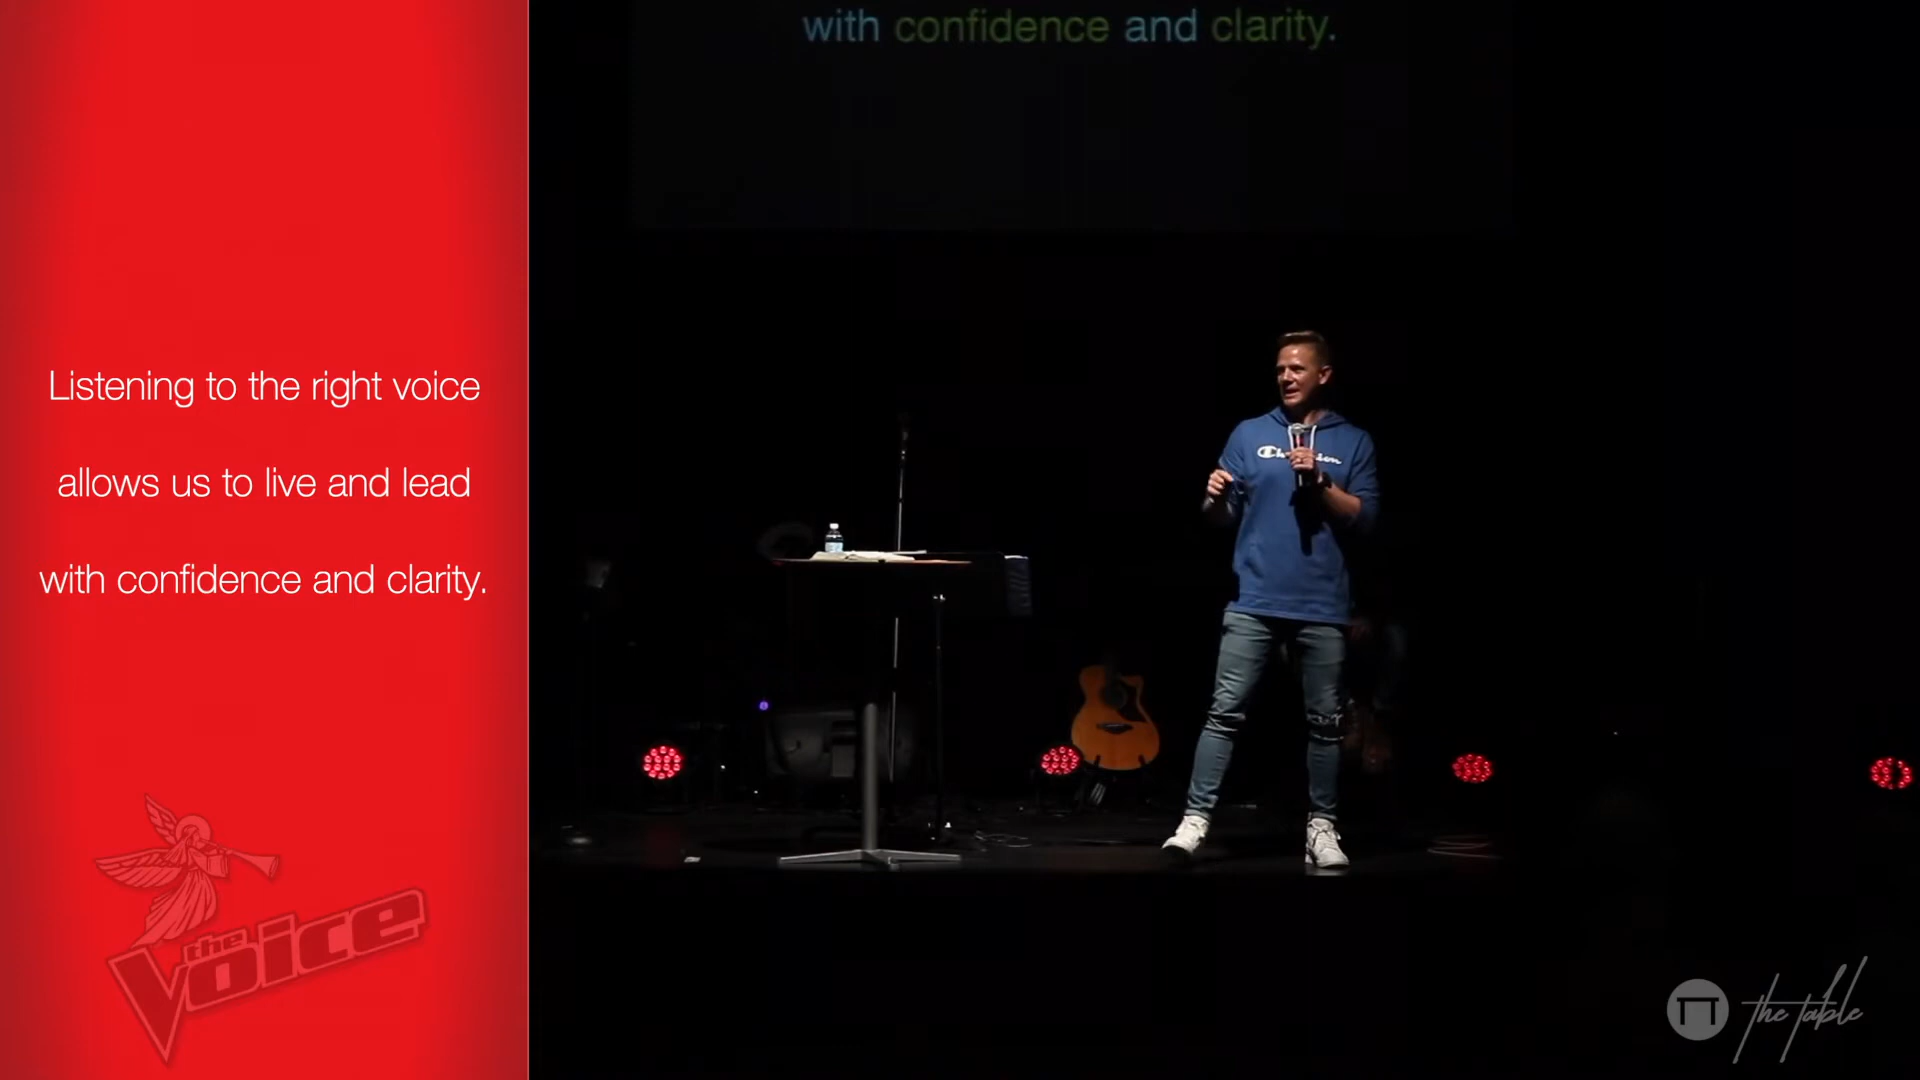 with confidence and clarity.
Listening to the right voice
allows us to live and lead
with confidence and clarity.
the
Voice
the table